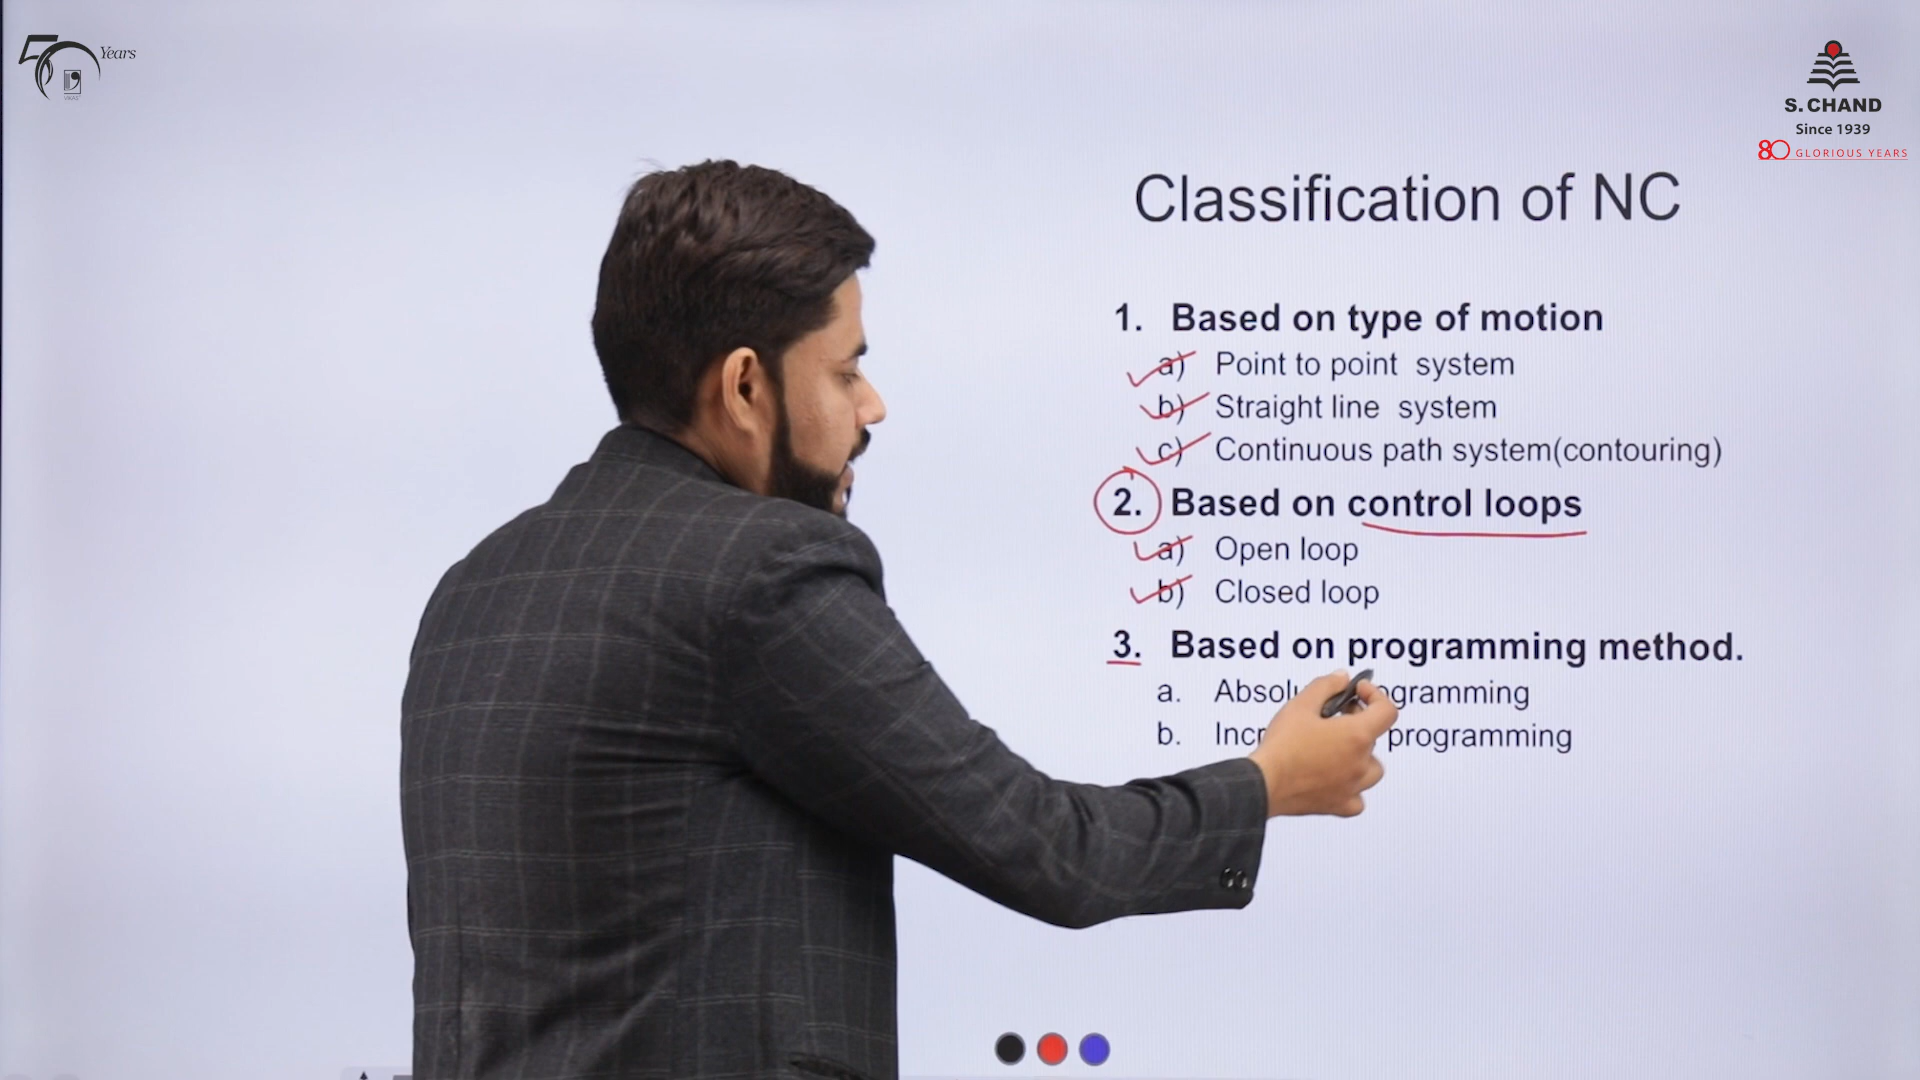 50 Years
VIKAS
S. CHAND
Since 1939
80 GLORIOUS YEARS
Classification of NC
1. Based on type of motion
a) Point to point system
b) Straight line system
c) Continuous path system(contouring)
2. Based on control loops
a) Open loop
b) Closed loop
3. Based on programming method.
a.
b. programming